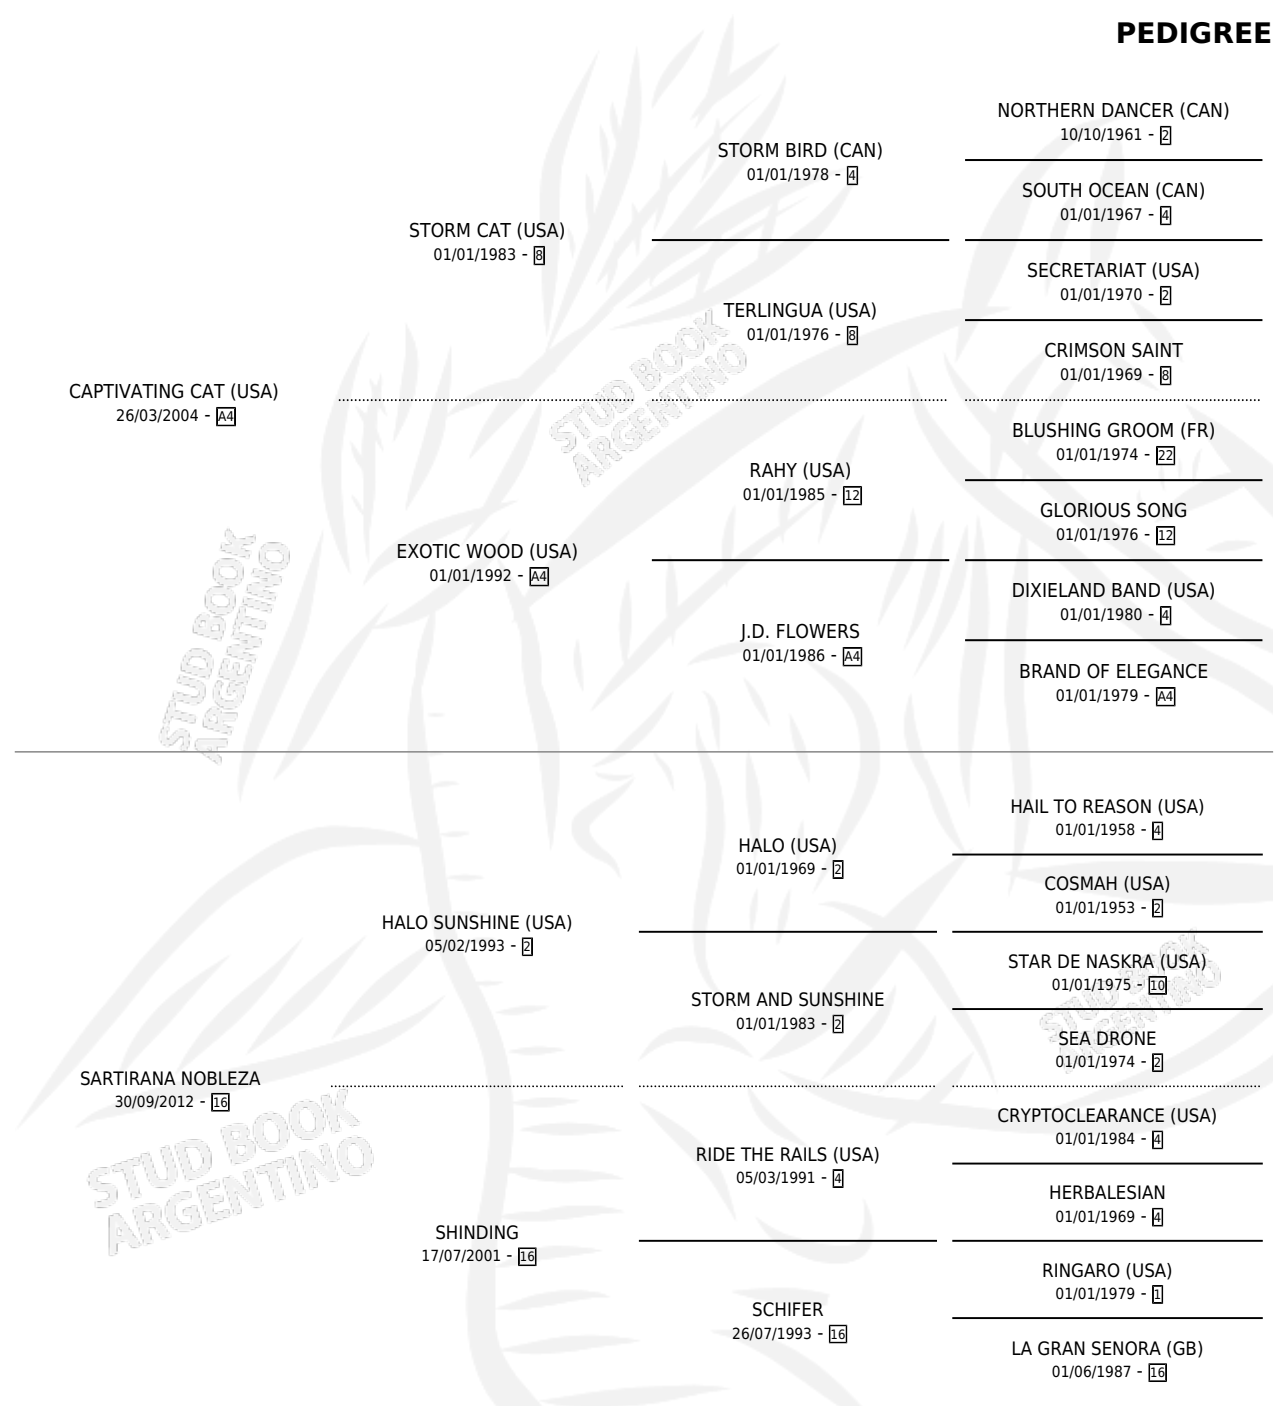 PEDIGREE
NORTHERN DANCER (CAN)
10/10/1961 - 2
STORM BIRD (CAN)
01/01/1978 - 4
SOUTH OCEAN (CAN)
01/01/1967 - 4
STORM CAT (USA)
01/01/1983 - 8
SECRETARIAT (USA)
01/01/1970 - 2
TERLINGUA (USA)
01/01/1976 - 8
CRIMSON SAINT
01/01/1969 - 8
CAPTIVATING CAT (USA)
26/03/2004 - A4
BLUSHING GROOM (FR)
01/01/1974 - 22
RAHY (USA)
01/01/1985 - 12
GLORIOUS SONG
01/01/1976 - 12
EXOTIC WOOD (USA)
01/01/1992 - A4
DIXIELAND BAND (USA)
01/01/1980 - 4
J.D. FLOWERS
01/01/1986 - A4
BRAND OF ELEGANCE
01/01/1979 - A4
HAIL TO REASON (USA)
01/01/1958 - 4
HALO (USA)
01/01/1969 - 2
COSMAH (USA)
01/01/1953 - 2
HALO SUNSHINE (USA)
05/02/1993 - 2
STAR DE NASKRA (USA)
01/01/1975 - 10
STORM AND SUNSHINE
01/01/1983 - 2
SEA DRONE
01/01/1974 - 2
SARTIRANA NOBLEZA
30/09/2012 - 16
CRYPTOCLEARANCE (USA)
01/01/1984 - 4
RIDE THE RAILS (USA)
05/03/1991 - 4
HERBALESIAN
01/01/1969 - 4
SHINDING
17/07/2001 - 16
RINGARO (USA)
01/01/1979 - 1
SCHIFER
26/07/1993 - 16
LA GRAN SENORA (GB)
01/06/1987 - 16
STUD BOOK
ARGENTINO
STUD BOOK
ARGENTINO
STUD BOOK
ARGENTINO
STUD BOOK
ARGENTINO